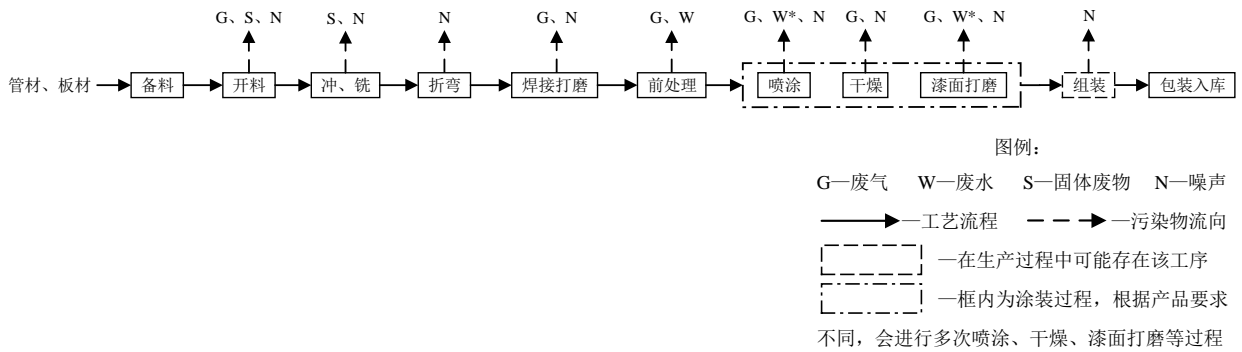 G、S、N S、N N G、N G、W G、W*、N G、N G、W*、N N
管材、板材 备料 开料 冲、铣 折弯 焊接打磨 前处理 喷涂 干燥 漆面打磨 组装 包装入库
图例：
G—废气 W—废水 S—固体废物 N—噪声
—工艺流程 —污染物流向
—在生产过程中可能存在该工序
—框内为涂装过程，根据产品要求
不同，会进行多次喷涂、干燥、漆面打磨等过程